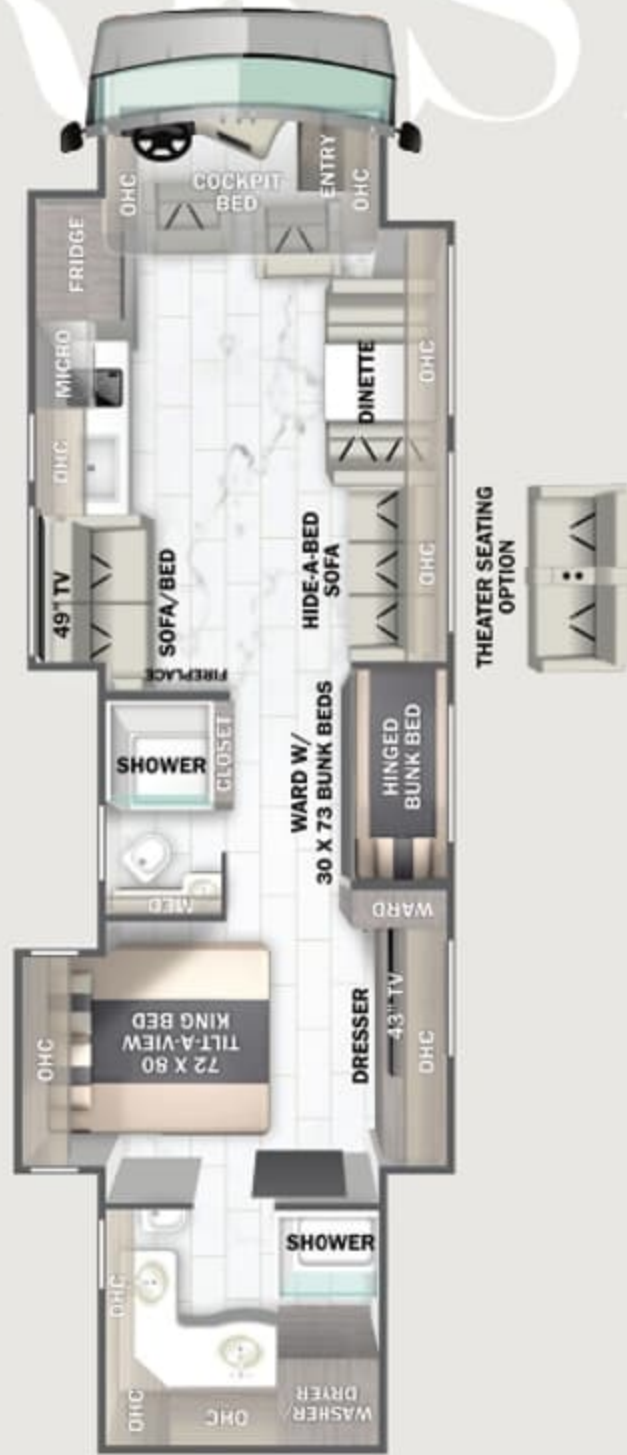 OHC
COCKPIT
BED
ENTRY
OHC
FRIDGE
MICRO
OHC
DINETTE
OHC
49" TV
SOFA/BED
FIREPLACE
HIDE-A-BED
SOFA
OHC
THEATER SEATING
OPTION
SHOWER
CLOSET
MED
WARD W/
30 X 73 BUNK BEDS
HINGED
BUNK BED
WARD
OHC
72 X 80
TILT-A-VIEW
KING BED
DRESSER
43" TV
OHC
SHOWER
OHC
OHC
OHC
WASHER/
DRYER